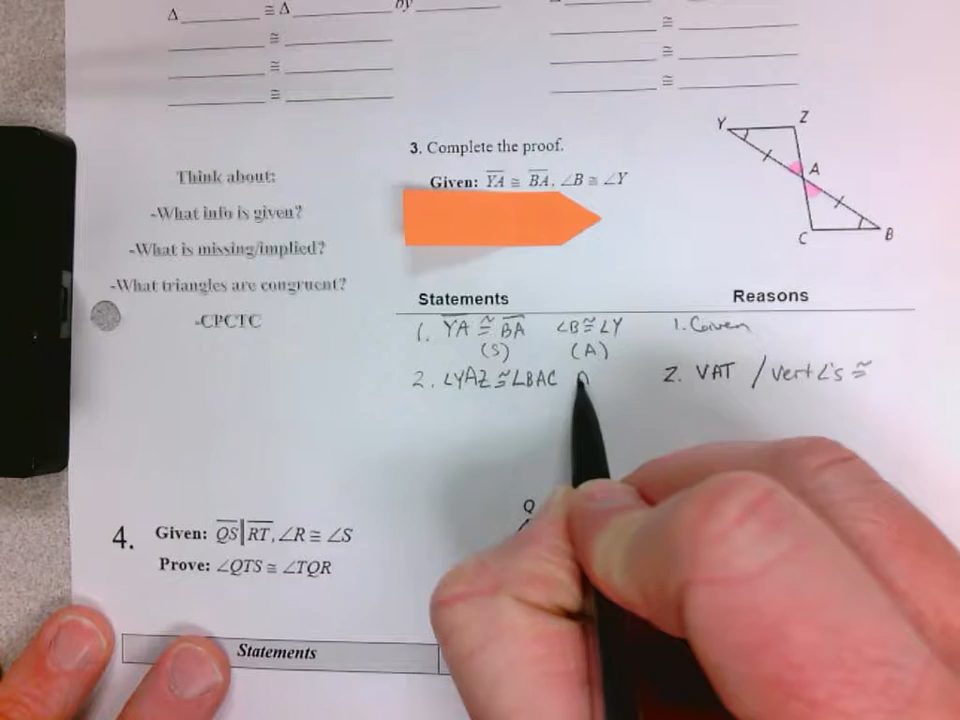 Δ ≅ Δ by
≅
≅
≅
≅
≅
≅
3. Complete the proof.
Given: YA ≅ BA, ∠B ≅ ∠Y
Think about:
-What info is given?
-What is missing/implied?
-What triangles are congruent?
-CPCTC
Y Z
A
C B
Statements Reasons
1. YA ≅ BA ∠B ≅ ∠Y 1. Given
(S) (A)
2. ∠YAZ ≅ ∠BAC 2. VAT / vert ∠'s ≅
Q
4. Given: QS || RT, ∠R ≅ ∠S
Prove: ∠QTS ≅ ∠TQR
Statements